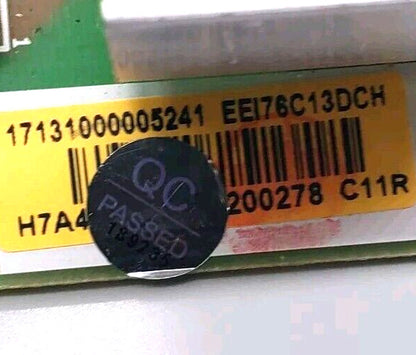 17131000005241 EEI76C13DCH
QC
PASSED
H7A4 200278 C11R